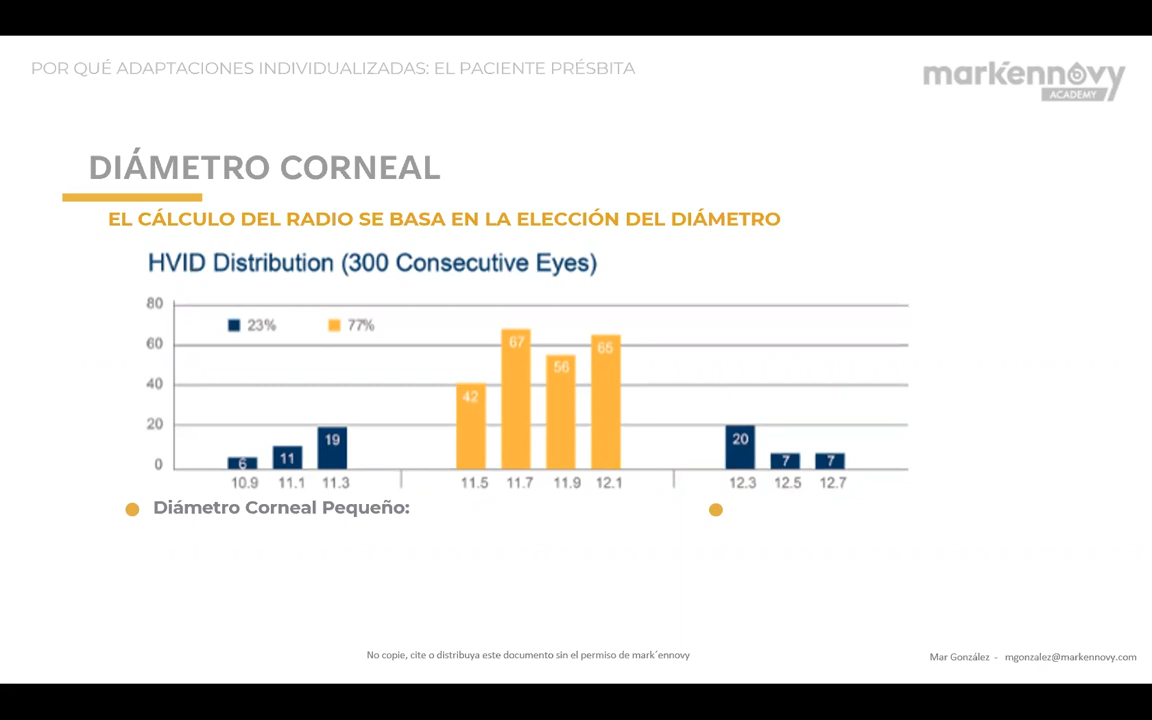 POR QUÉ ADAPTACIONES INDIVIDUALIZADAS: EL PACIENTE PRÉSBITA
mark'ennovy
ACADEMY
DIÁMETRO CORNEAL
EL CÁLCULO DEL RADIO SE BASA EN LA ELECCIÓN DEL DIÁMETRO
HVID Distribution (300 Consecutive Eyes)
80
23% 77%
60
67
65
56
40
42
20
19
20
11
6
7 7
0
10.9 11.1 11.3 11.5 11.7 11.9 12.1 12.3 12.5 12.7
Diámetro Corneal Pequeño:
No copie, cite o distribuya este documento sin el permiso de mark´ennovy
Mar González - mgonzalez@markennovy.com